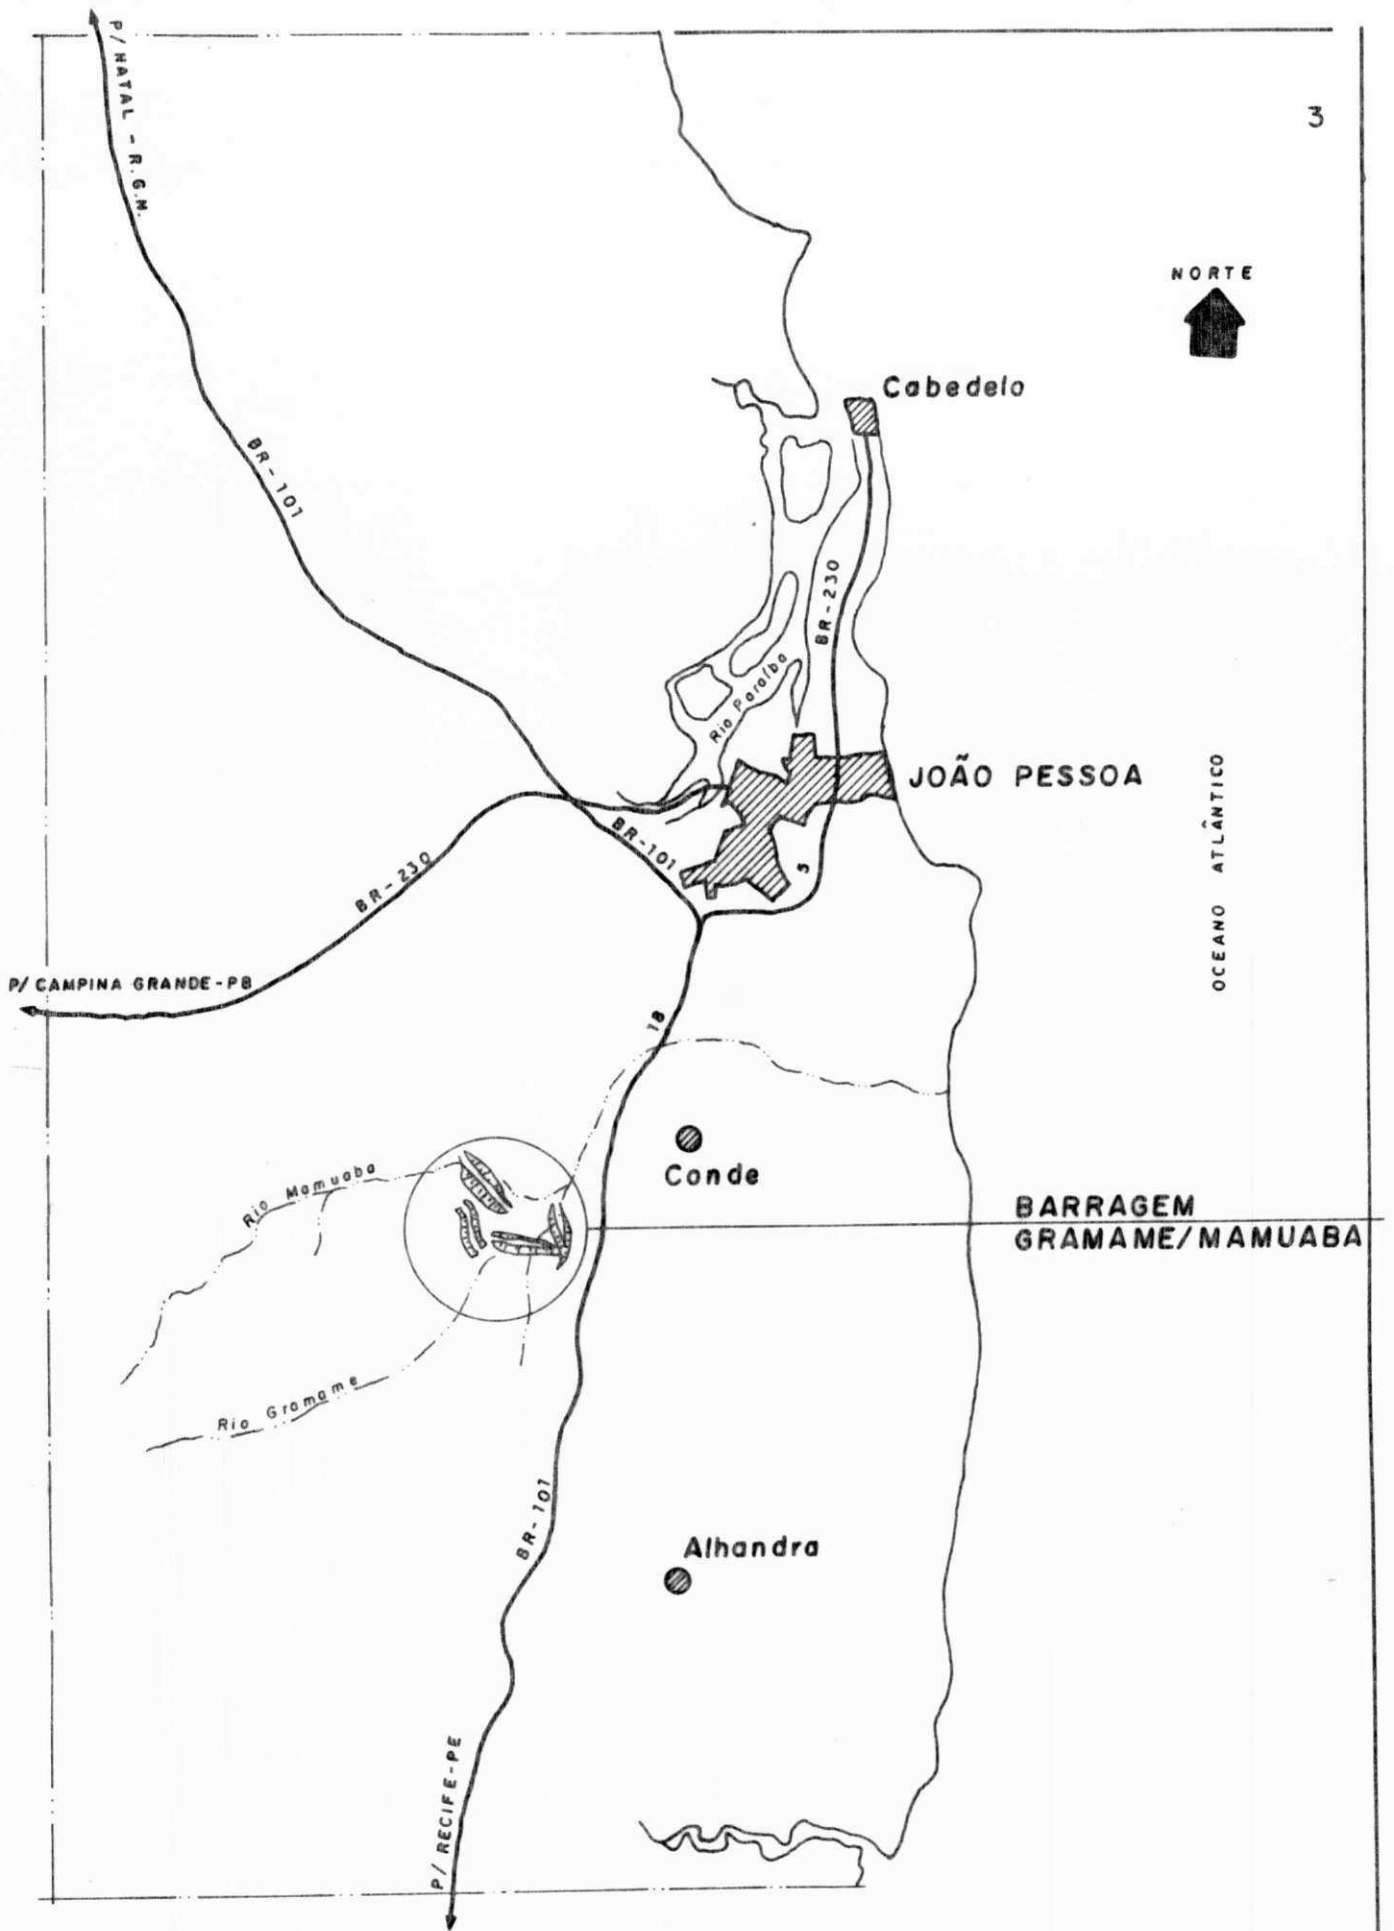 P/ NATAL - R.G.N.
3
NORTE
Cabedelo
BR-101
BR-230
Rio Paraíba
JOÃO PESSOA
OCEANO ATLÂNTICO
BR-101
BR-230
5
P/ CAMPINA GRANDE-PB
18
Conde
Rio Mamuaba
BARRAGEM
GRAMAME/MAMUABA
Rio Gramame
BR-101
Alhandra
P/ RECIFE-PE